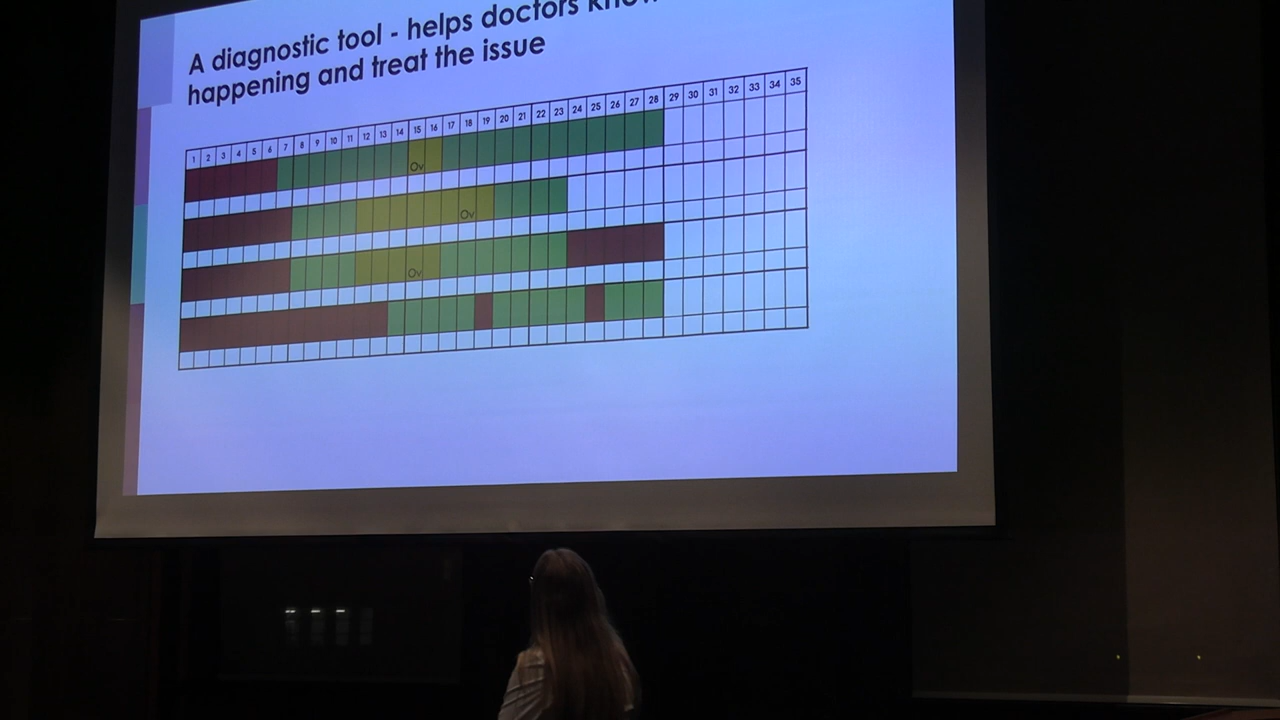 A diagnostic tool - helps doctors know
happening and treat the issue
1 2 3 4 5 6 7 8 9 10 11 12 13 14 15 16 17 18 19 20 21 22 23 24 25 26 27 28 29 30 31 32 33 34 35
Ov
Ov
Ov